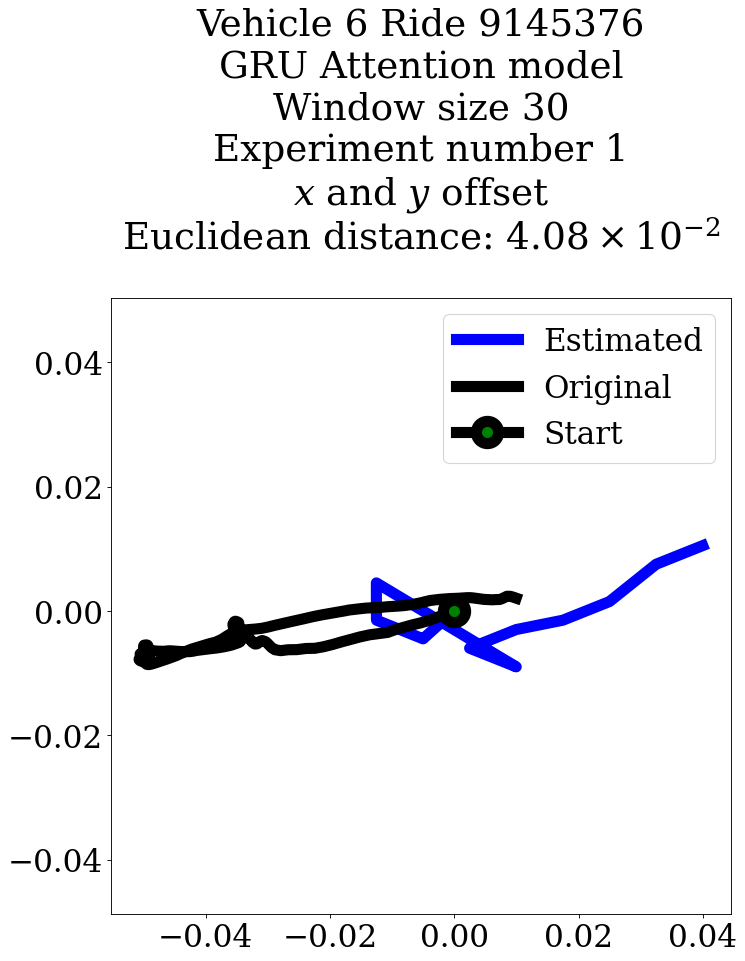 Vehicle 6 Ride 9145376
GRU Attention model
Window size 30
Experiment number 1
x and y offset
Euclidean distance: 4.08 × 10⁻²
Estimated
Original
Start
0.04
0.02
0.00
−0.02
−0.04
−0.04 −0.02 0.00 0.02 0.04